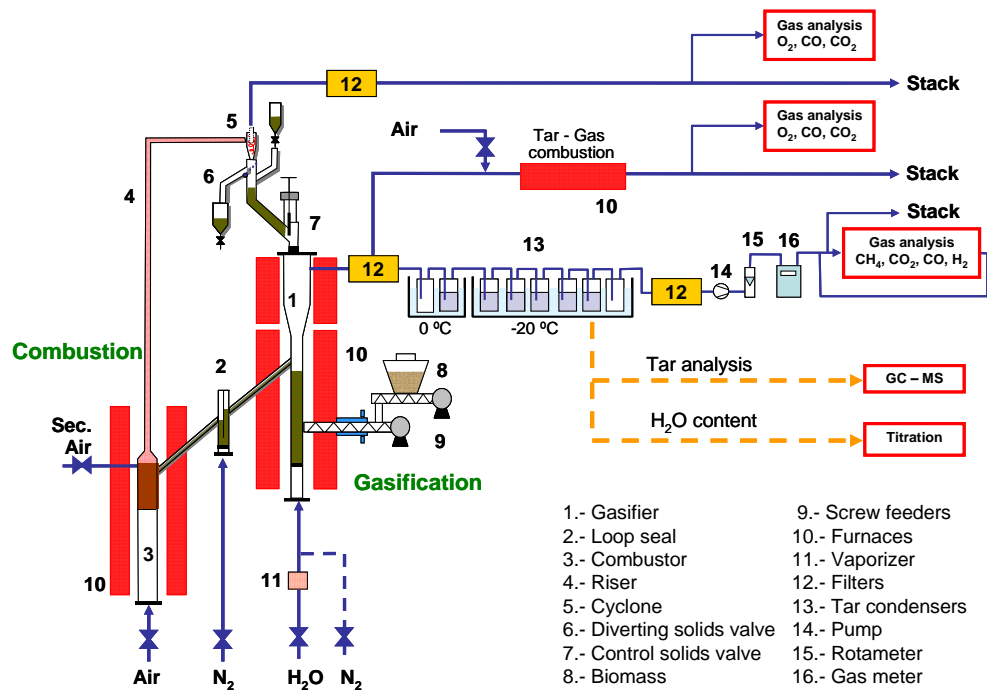 Gas analysis
O₂, CO, CO₂
12
Stack
5
Gas analysis
O₂, CO, CO₂
Air
Tar - Gas
combustion
6
4
Stack
10
7
Stack
13
15
16
Gas analysis
CH₄, CO₂, CO, H₂
12
14
12
1
0 ºC
-20 ºC
Combustion
2
10
8
Tar analysis
GC – MS
Sec.
Air
9
H₂O content
Titration
Gasification
3
10
11
1.- Gasifier
2.- Loop seal
3.- Combustor
4.- Riser
5.- Cyclone
6.- Diverting solids valve
7.- Control solids valve
8.- Biomass
9.- Screw feeders
10.- Furnaces
11.- Vaporizer
12.- Filters
13.- Tar condensers
14.- Pump
15.- Rotameter
16.- Gas meter
Air
N₂
H₂O
N₂